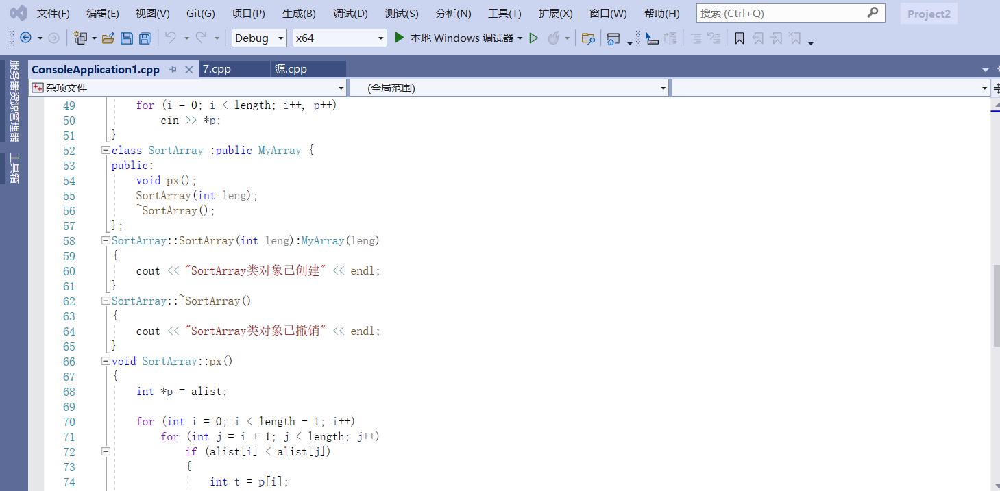 文件(F) 编辑(E) 视图(V) Git(G) 项目(P) 生成(B) 调试(D) 测试(S) 分析(N) 工具(T) 扩展(X) 窗口(W) 帮助(H) 搜索 (Ctrl+Q) Project2
Debug x64 本地 Windows 调试器
服务器资源管理器
工具箱
ConsoleApplication1.cpp 7.cpp 源.cpp
杂项文件 (全局范围)
49 for (i = 0; i < length; i++, p++)
50 cin >> *p;
51 }
52 class SortArray :public MyArray {
53 public:
54 void px();
55 SortArray(int leng);
56 ~SortArray();
57 };
58 SortArray::SortArray(int leng):MyArray(leng)
59 {
60 cout << "SortArray类对象已创建" << endl;
61 }
62 SortArray::~SortArray()
63 {
64 cout << "SortArray类对象已撤销" << endl;
65 }
66 void SortArray::px()
67 {
68 int *p = alist;
69
70 for (int i = 0; i < length - 1; i++)
71 for (int j = i + 1; j < length; j++)
72 if (alist[i] < alist[j])
73 {
74 int t = p[i];